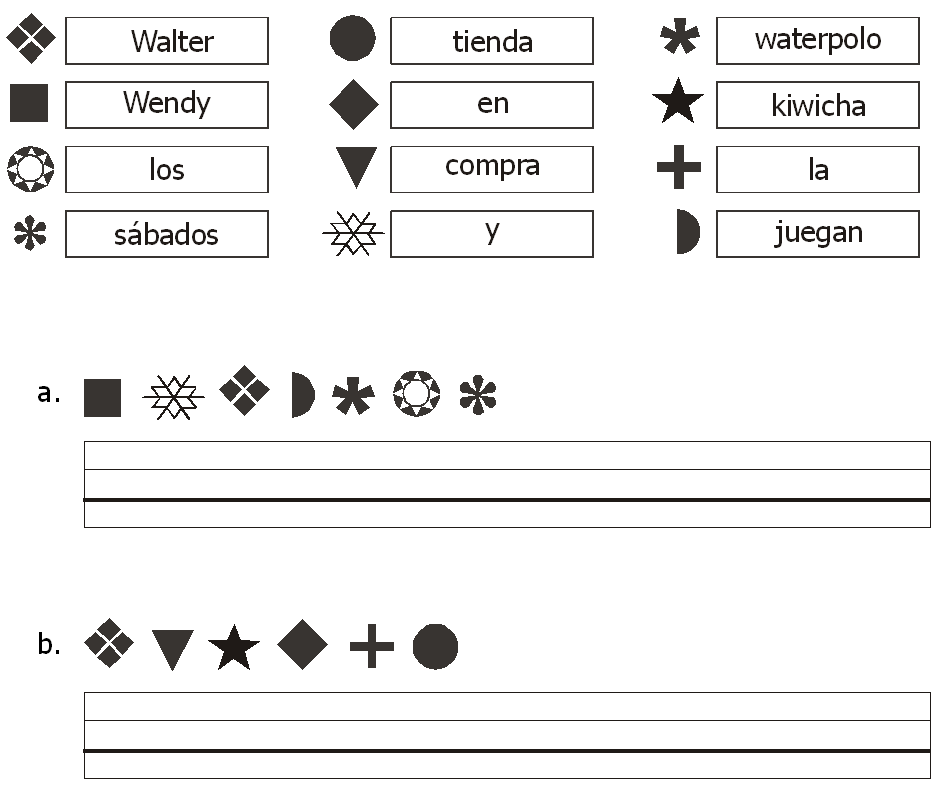 Walter tienda waterpolo
Wendy en kiwicha
los compra la
sábados y juegan
a.
b.